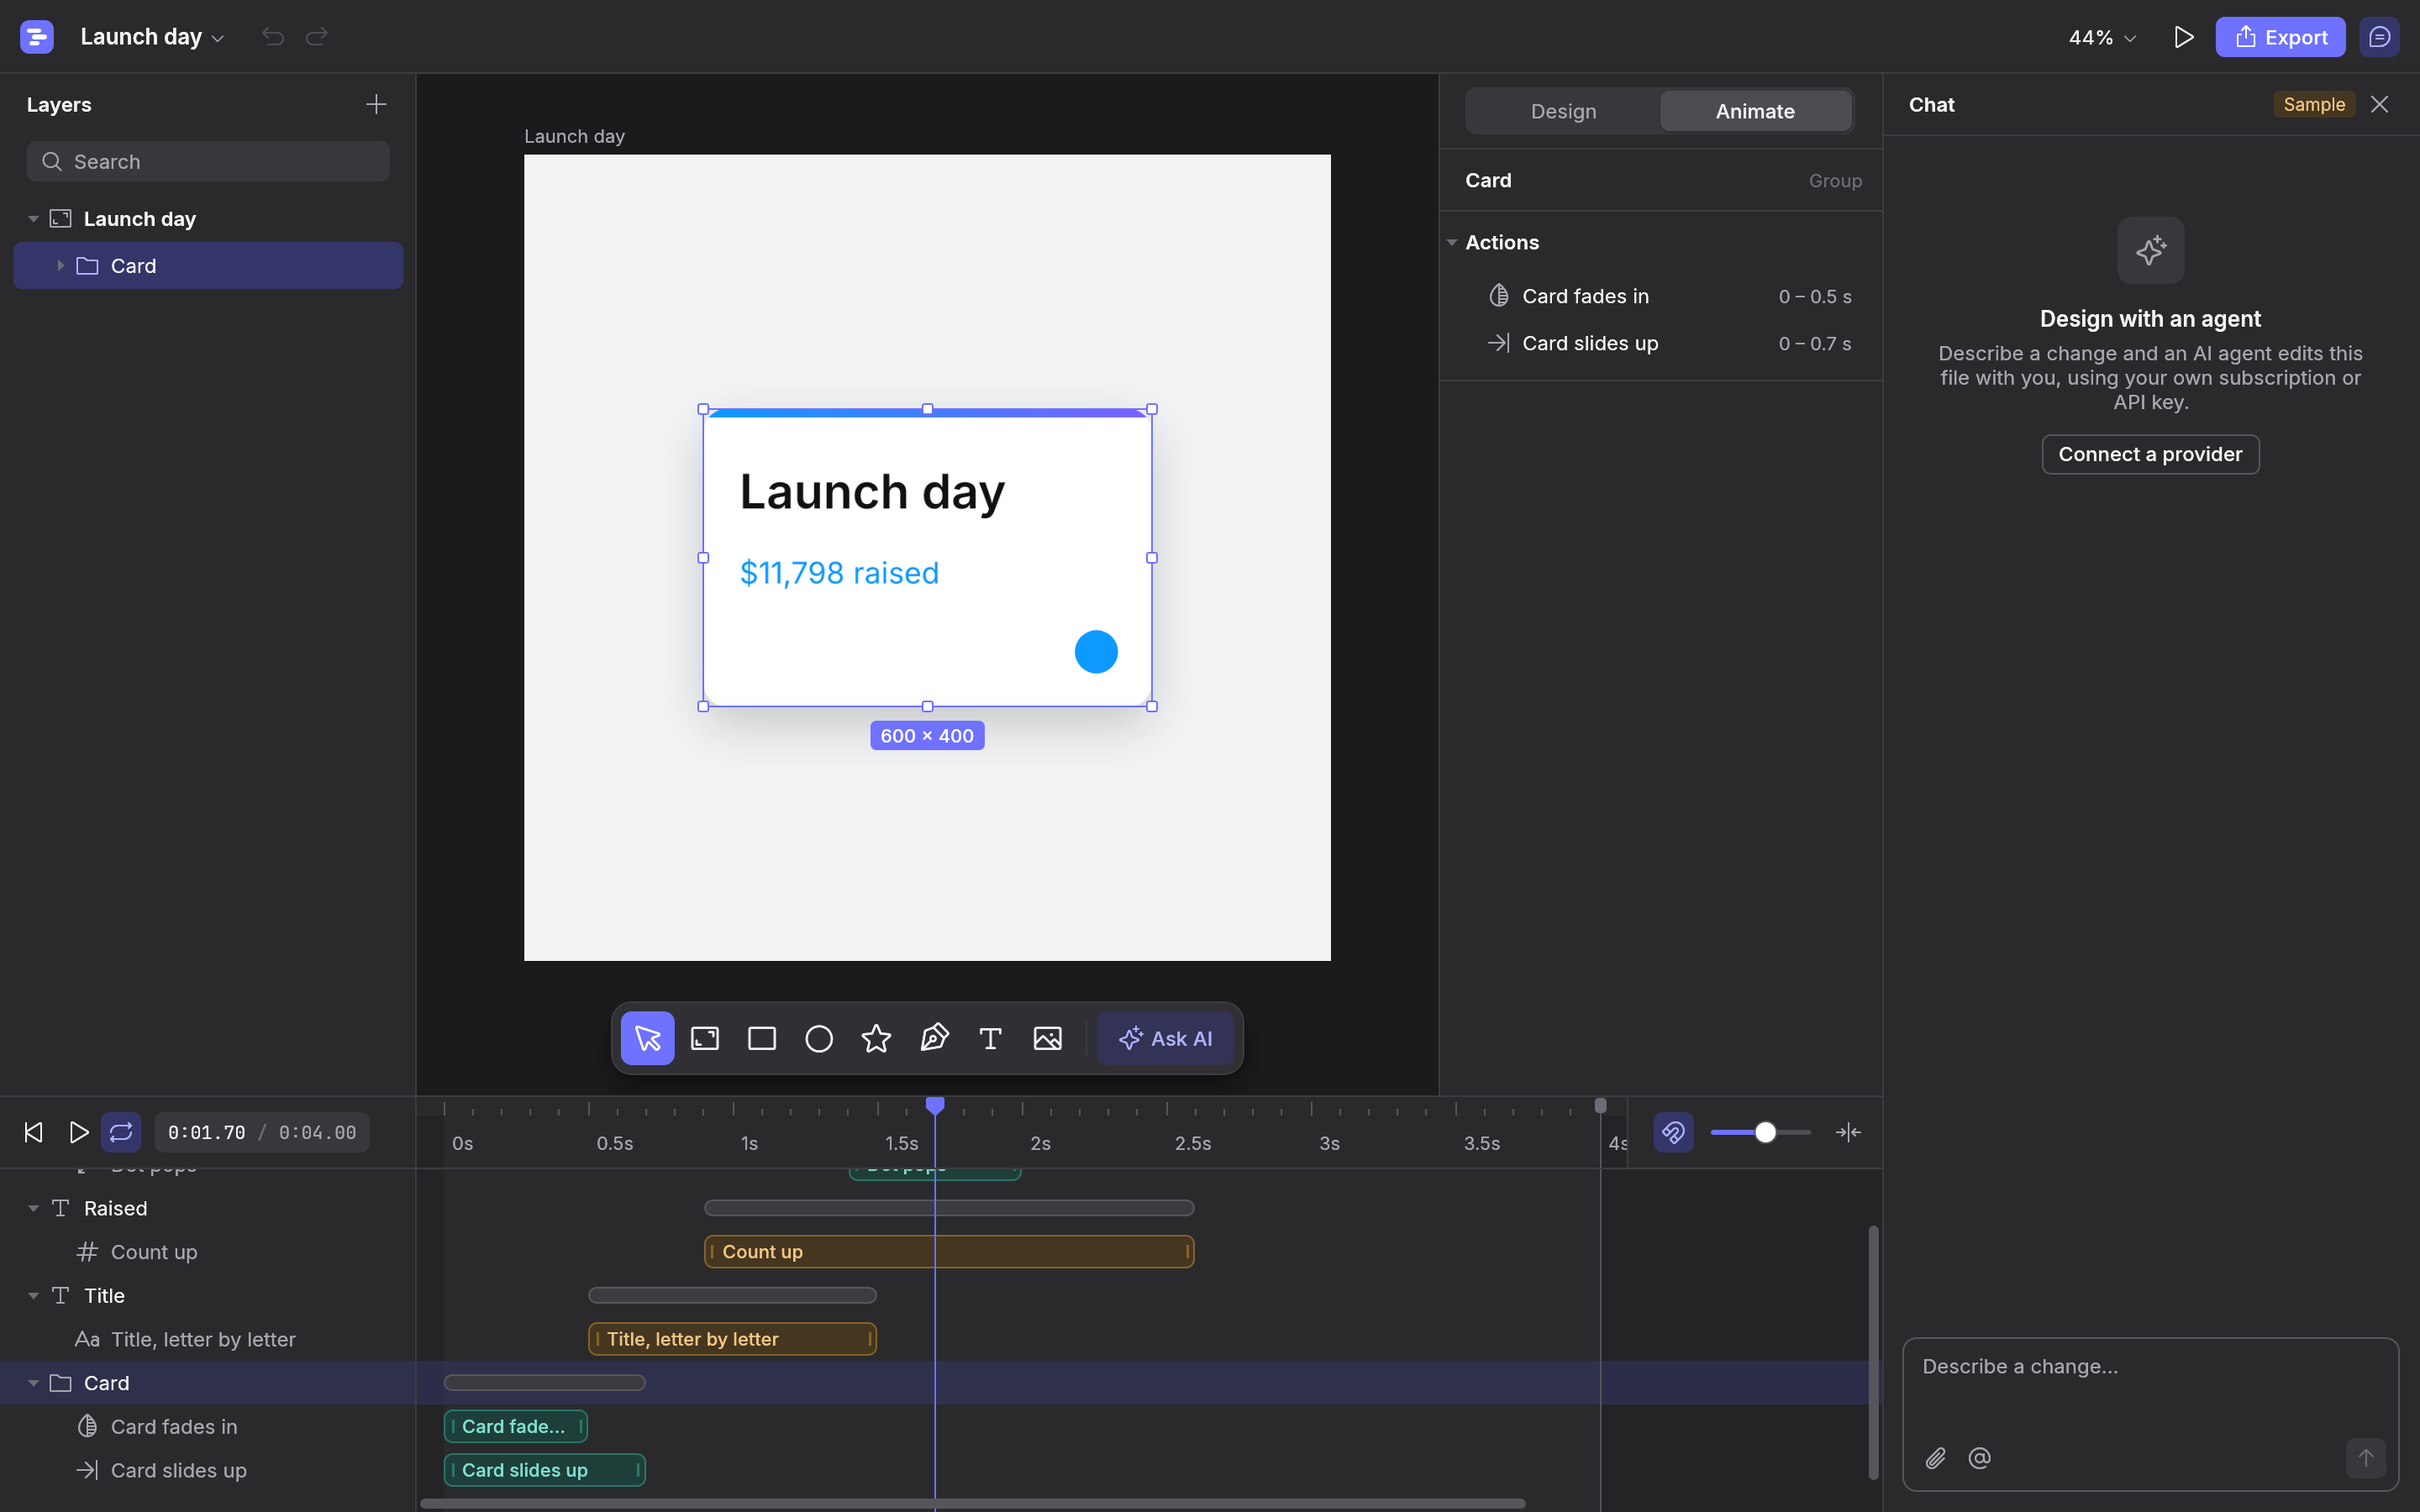 Launch day
44%
Export
Layers
Search
Launch day
Card
Launch day
Launch day
$11,798 raised
600 × 400
Ask AI
Design
Animate
Card
Group
Actions
Card fades in
0 – 0.5 s
Card slides up
0 – 0.7 s
Chat
Sample
Design with an agent
Describe a change and an AI agent edits this
file with you, using your own subscription or
API key.
Connect a provider
Describe a change...
0:01.70 / 0:04.00
0s
0.5s
1s
1.5s
2s
2.5s
3s
3.5s
4s
Dot pops
Dot pops
Raised
Count up
Count up
Title
Title, letter by letter
Title, letter by letter
Card
Card fades in
Card fade...
Card slides up
Card slides up